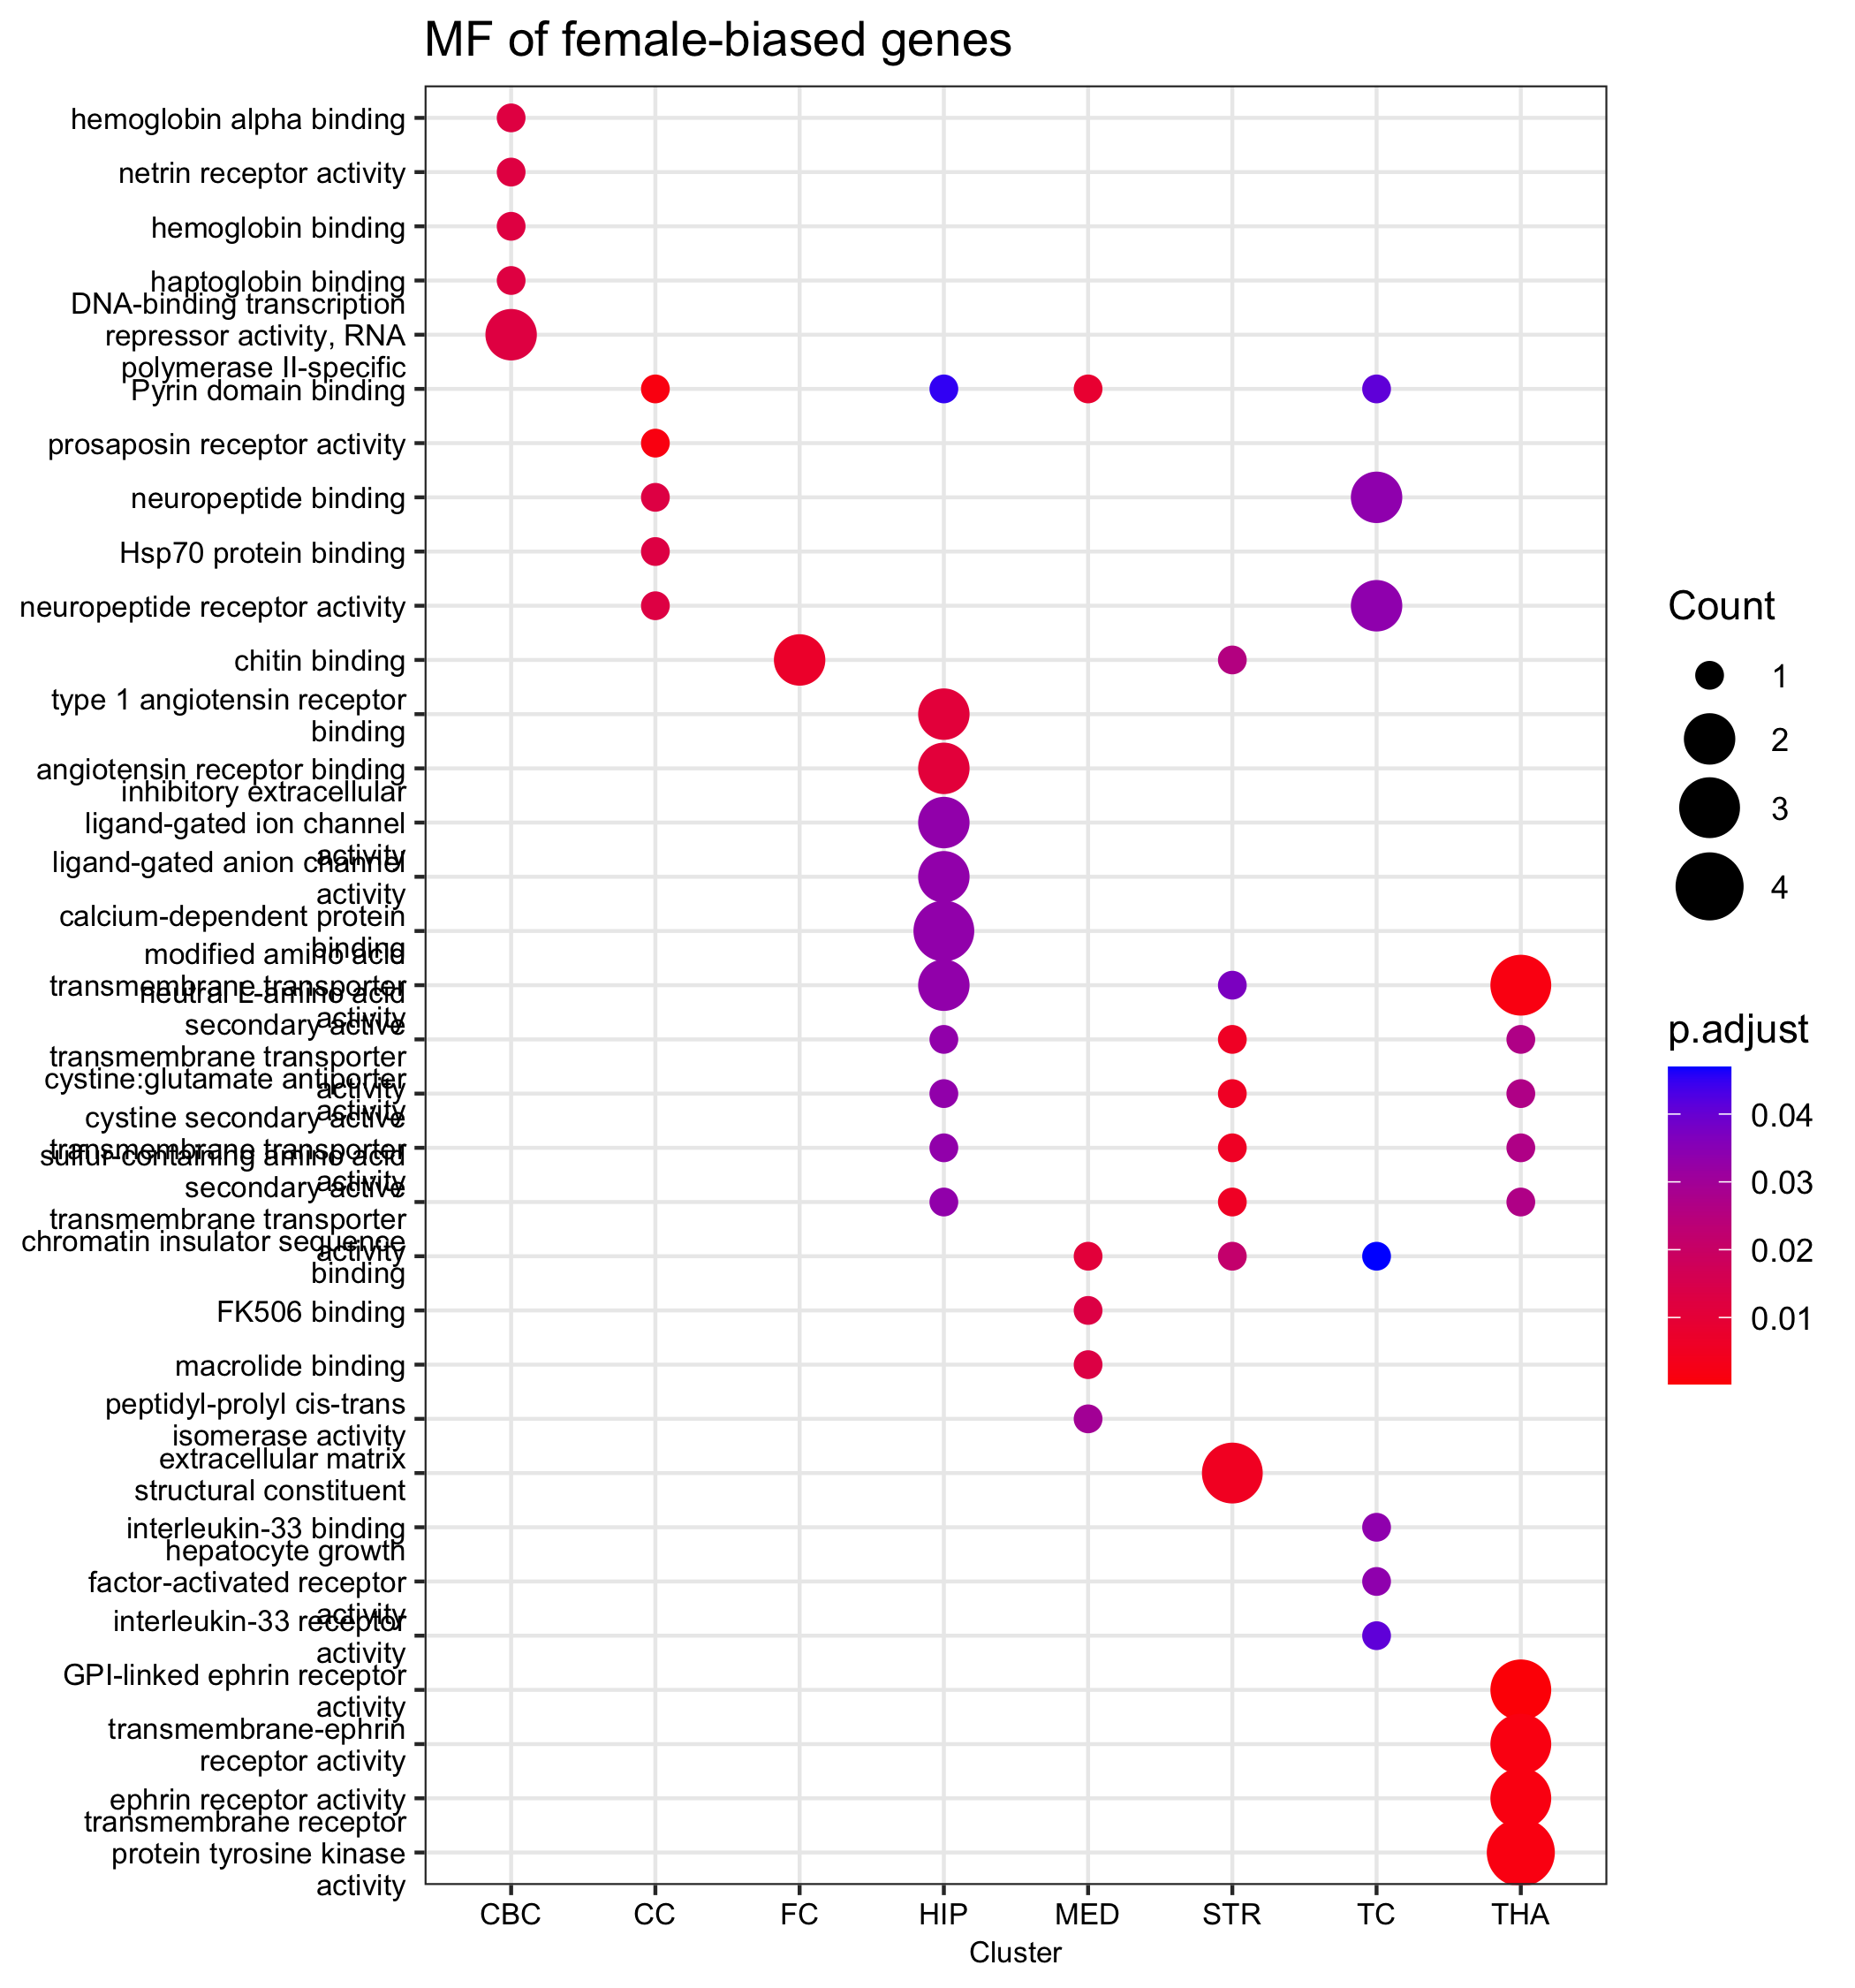 MF of female-biased genes
hemoglobin alpha binding
netrin receptor activity
hemoglobin binding
haptoglobin binding
DNA-binding transcription
repressor activity, RNA
polymerase II-specific
Pyrin domain binding
prosaposin receptor activity
neuropeptide binding
Hsp70 protein binding
neuropeptide receptor activity
chitin binding
type 1 angiotensin receptor
binding
angiotensin receptor binding
inhibitory extracellular
ligand-gated ion channel
activity
ligand-gated anion channel
activity
calcium-dependent protein
binding
modified amino acid
transmembrane transporter
activity
neutral L-amino acid
secondary active
transmembrane transporter
activity
cystine:glutamate antiporter
activity
cystine secondary active
transmembrane transporter
activity
sulfur-containing amino acid
secondary active
transmembrane transporter
activity
chromatin insulator sequence
binding
FK506 binding
macrolide binding
peptidyl-prolyl cis-trans
isomerase activity
extracellular matrix
structural constituent
interleukin-33 binding
hepatocyte growth
factor-activated receptor
activity
interleukin-33 receptor
activity
GPI-linked ephrin receptor
activity
transmembrane-ephrin
receptor activity
ephrin receptor activity
transmembrane receptor
protein tyrosine kinase
activity
CBC CC FC HIP MED STR TC THA
Cluster
Count
1
2
3
4
p.adjust
0.04
0.03
0.02
0.01